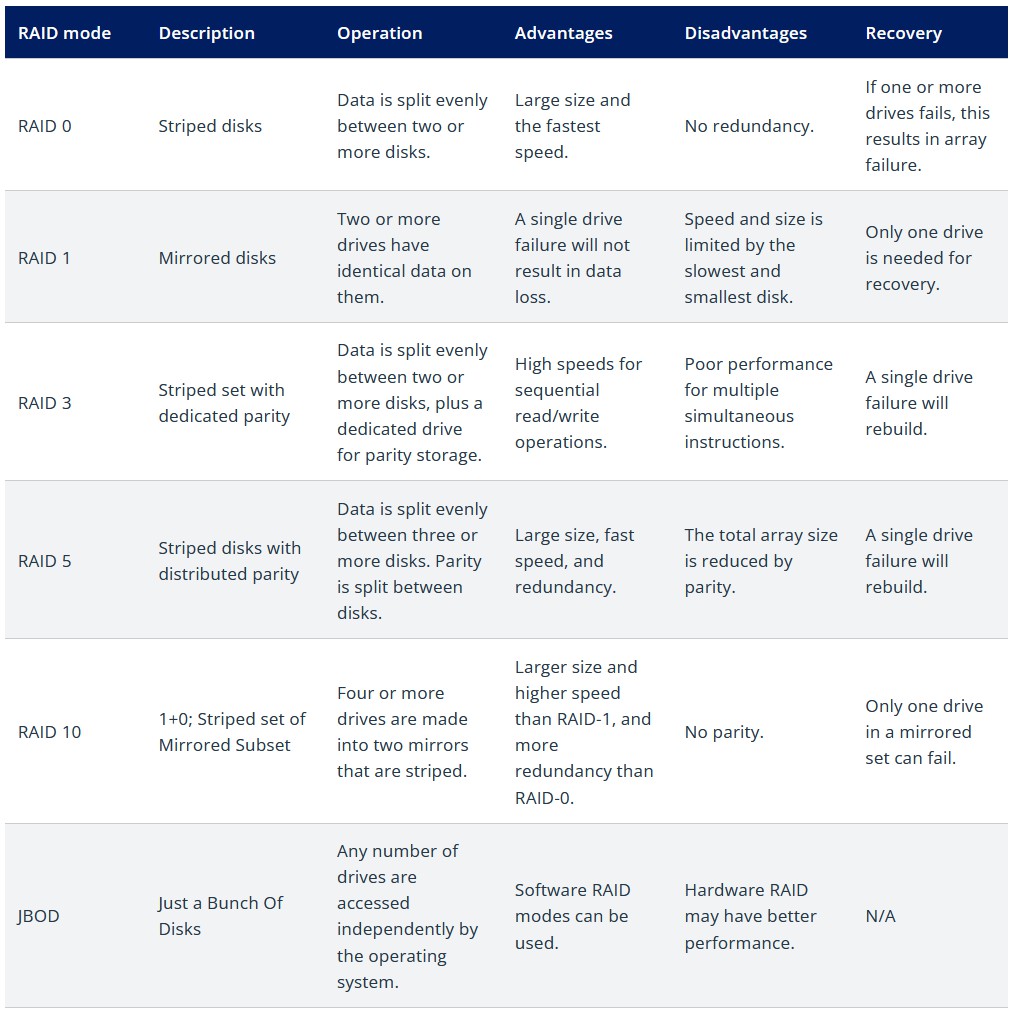 RAID mode
Description
Operation
Advantages
Disadvantages
Recovery
RAID 0
Striped disks
Data is split evenly
between two or
more disks.
Large size and
the fastest
speed.
No redundancy.
If one or more
drives fails, this
results in array
failure.
RAID 1
Mirrored disks
Two or more
drives have
identical data on
them.
A single drive
failure will not
result in data
loss.
Speed and size is
limited by the
slowest and
smallest disk.
Only one drive
is needed for
recovery.
RAID 3
Striped set with
dedicated parity
Data is split evenly
between two or
more disks, plus a
dedicated drive
for parity storage.
High speeds for
sequential
read/write
operations.
Poor performance
for multiple
simultaneous
instructions.
A single drive
failure will
rebuild.
RAID 5
Striped disks with
distributed parity
Data is split evenly
between three or
more disks. Parity
is split between
disks.
Large size, fast
speed, and
redundancy.
The total array size
is reduced by
parity.
A single drive
failure will
rebuild.
RAID 10
1+0; Striped set of
Mirrored Subset
Four or more
drives are made
into two mirrors
that are striped.
Larger size and
higher speed
than RAID-1, and
more
redundancy than
RAID-0.
No parity.
Only one drive
in a mirrored
set can fail.
JBOD
Just a Bunch Of
Disks
Any number of
drives are
accessed
independently by
the operating
system.
Software RAID
modes can be
used.
Hardware RAID
may have better
performance.
N/A